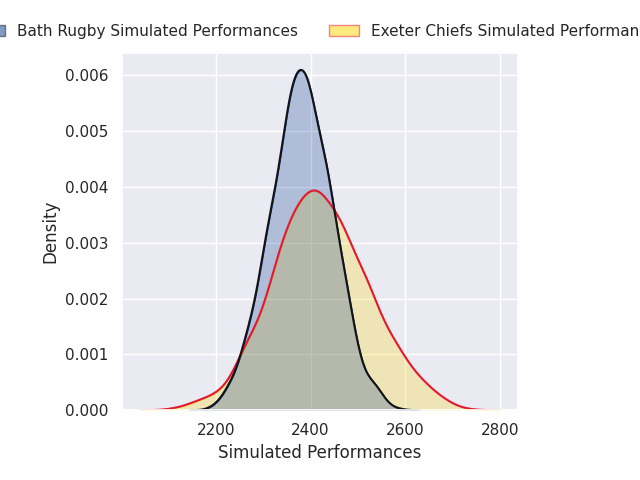 Bath Rugby Simulated Performances Exeter Chiefs Simulated Performan
0.006
0.005
0.004
0.003
0.002
0.001
0.000
Density
2200 2400 2600 2800
Simulated Performances